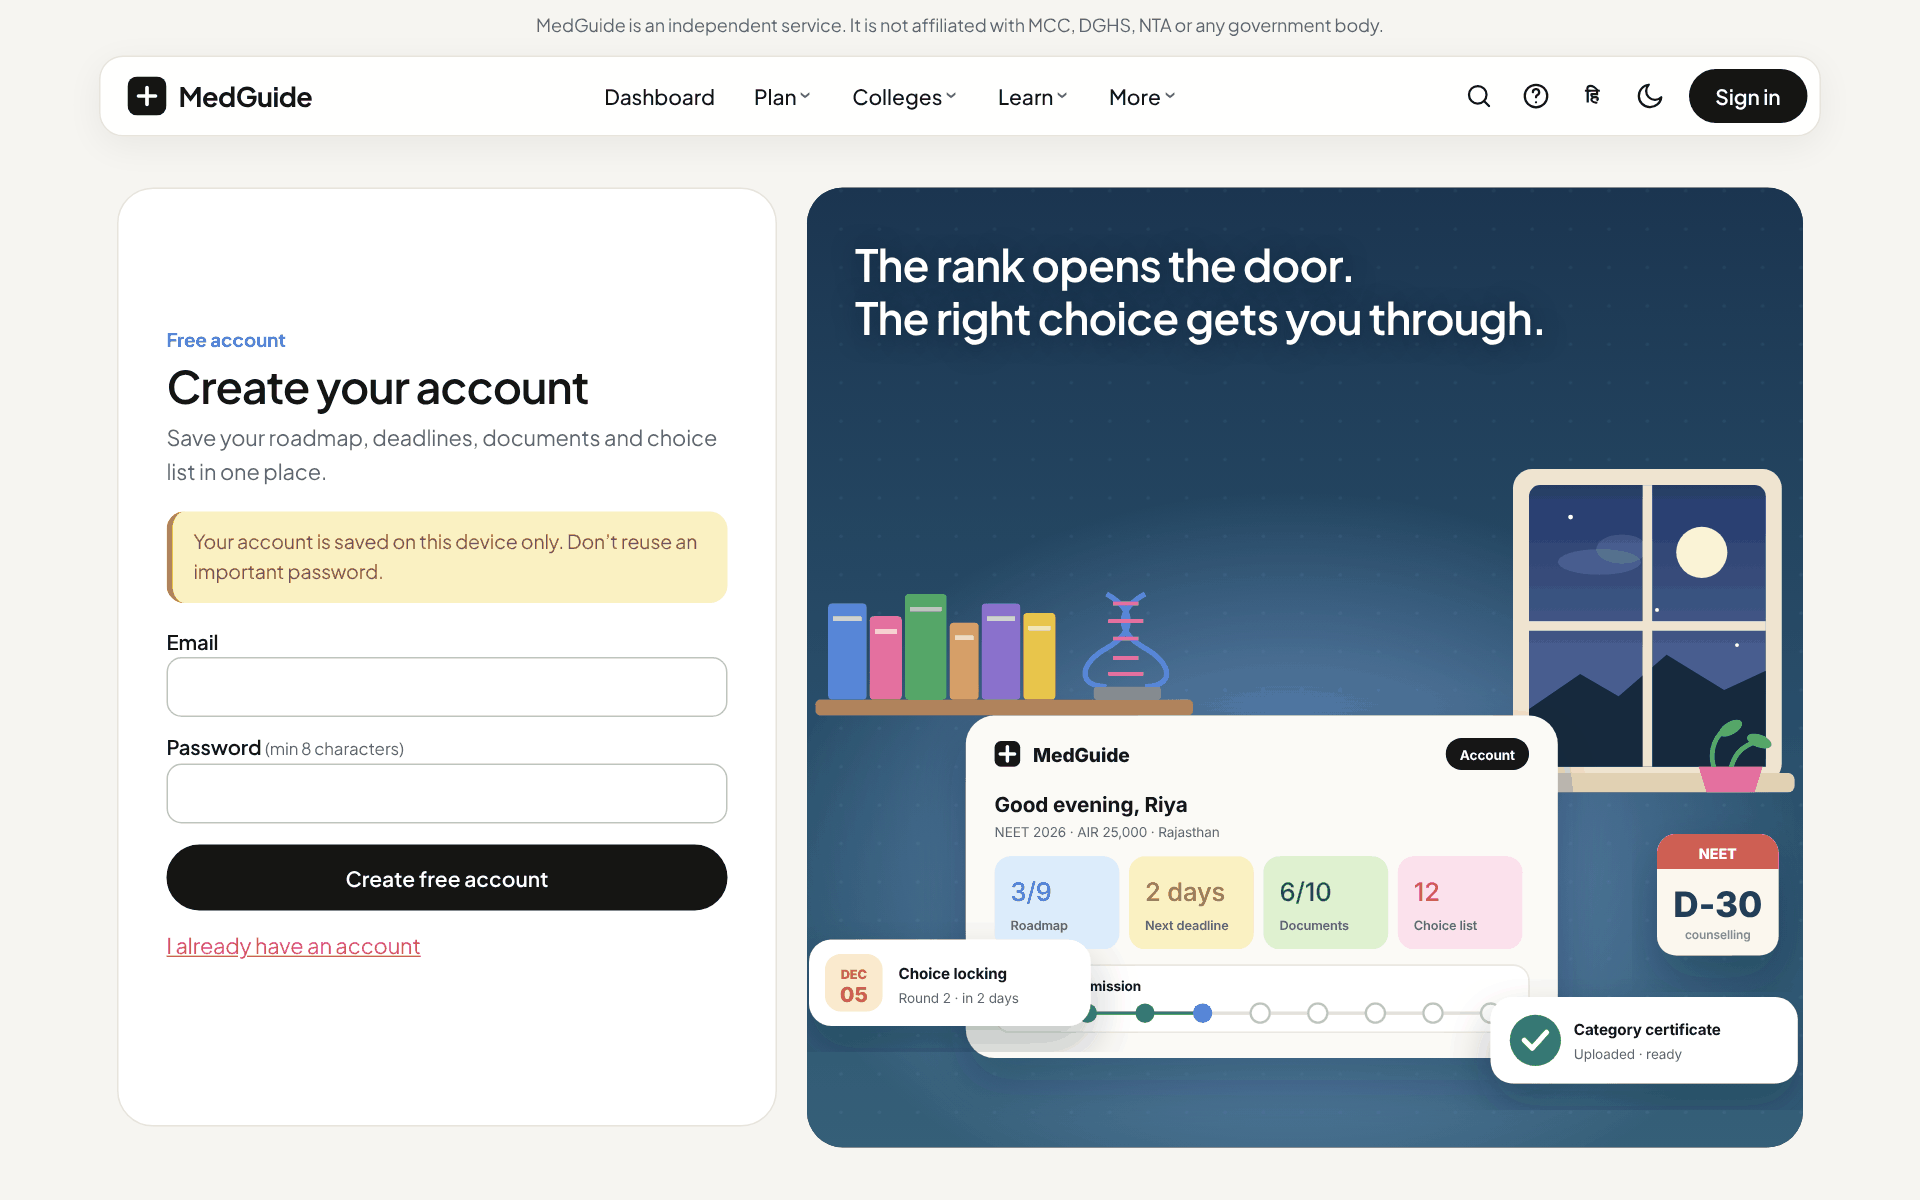 MedGuide is an independent service. It is not affiliated with MCC, DGHS, NTA or any government body.
MedGuide
Dashboard
Plan
Colleges
Learn
More
हि
Sign in
Free account
Create your account
Save your roadmap, deadlines, documents and choice
list in one place.
Your account is saved on this device only. Don’t reuse an
important password.
Email
Password (min 8 characters)
Create free account
I already have an account
The rank opens the door.
The right choice gets you through.
MedGuide
Account
Good evening, Riya
NEET 2026 · AIR 25,000 · Rajasthan
3/9
Roadmap
2 days
Next deadline
6/10
Documents
12
Choice list
mission
DEC
05
Choice locking
Round 2 · in 2 days
NEET
D-30
counselling
Category certificate
Uploaded · ready